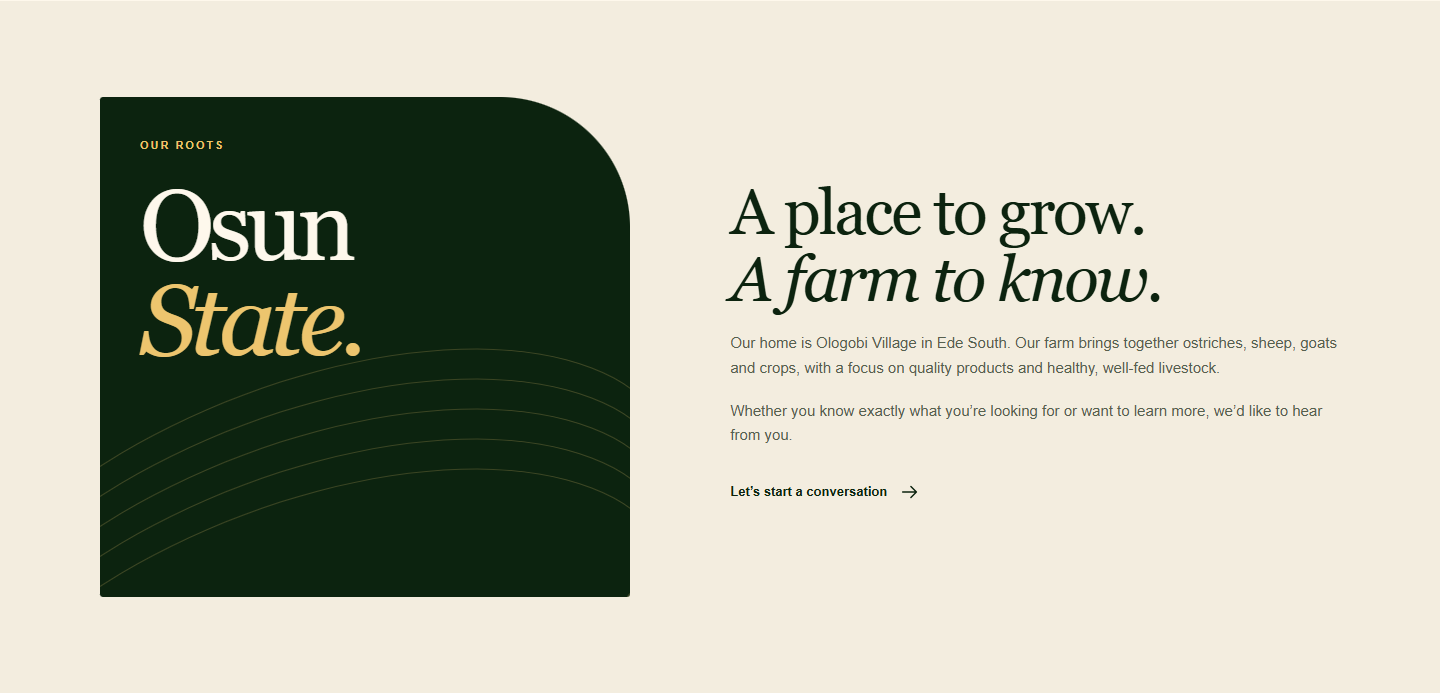 OUR ROOTS
Osun
State.
A place to grow.
A farm to know.
Our home is Ologobi Village in Ede South. Our farm brings together ostriches, sheep, goats
and crops, with a focus on quality products and healthy, well-fed livestock.
Whether you know exactly what you’re looking for or want to learn more, we’d like to hear
from you.
Let’s start a conversation